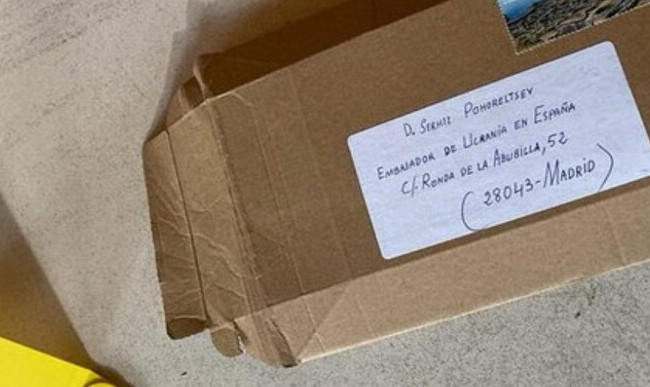 D. SERHII POHORELTSEV
EMBAJADOR DE UCRANIA EN ESPAÑA
C/. RONDA DE LA ABUBILLA, 52
(28043-MADRID)